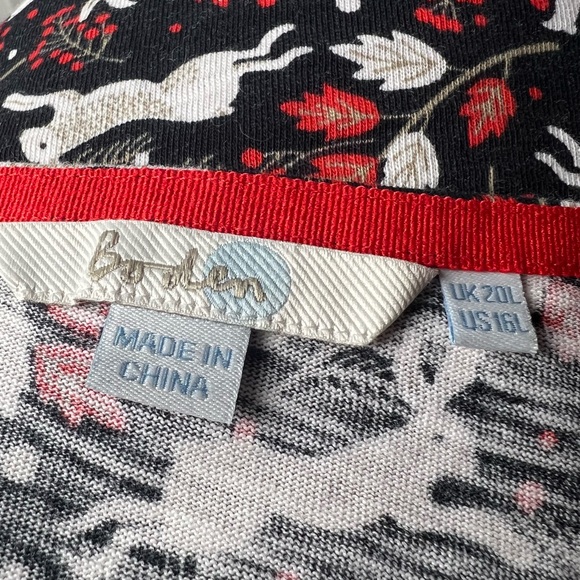 Boden
MADE IN
CHINA
UK 20L
US 16L